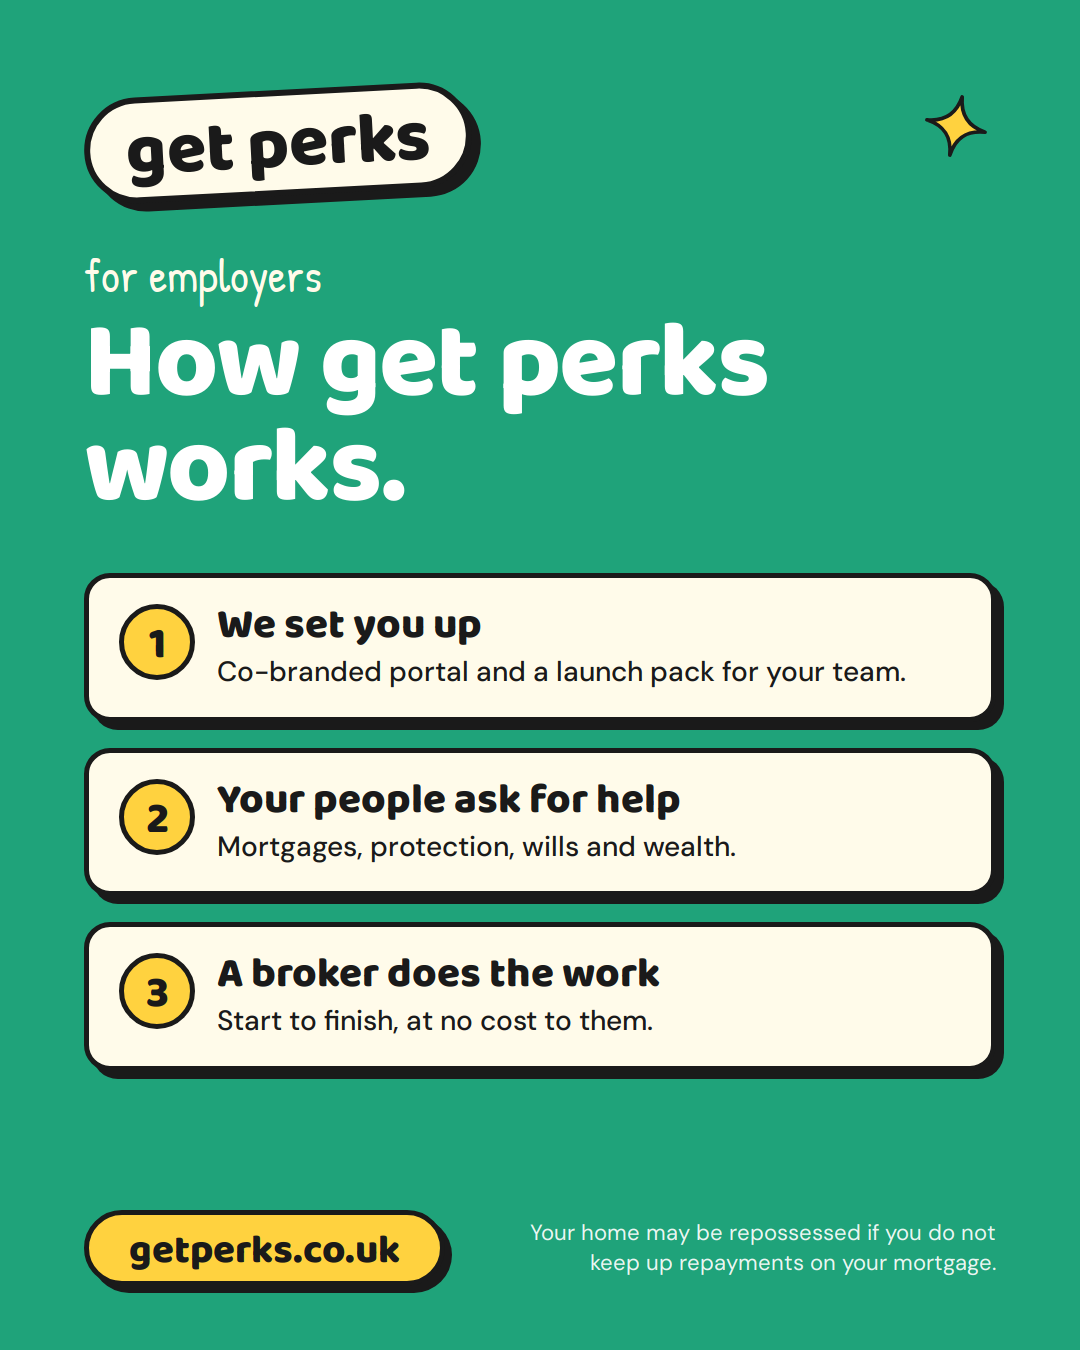 get perks
for employers
How get perks
works.
1
We set you up
Co-branded portal and a launch pack for your team.
2
Your people ask for help
Mortgages, protection, wills and wealth.
3
A broker does the work
Start to finish, at no cost to them.
getperks.co.uk
Your home may be repossessed if you do not
keep up repayments on your mortgage.